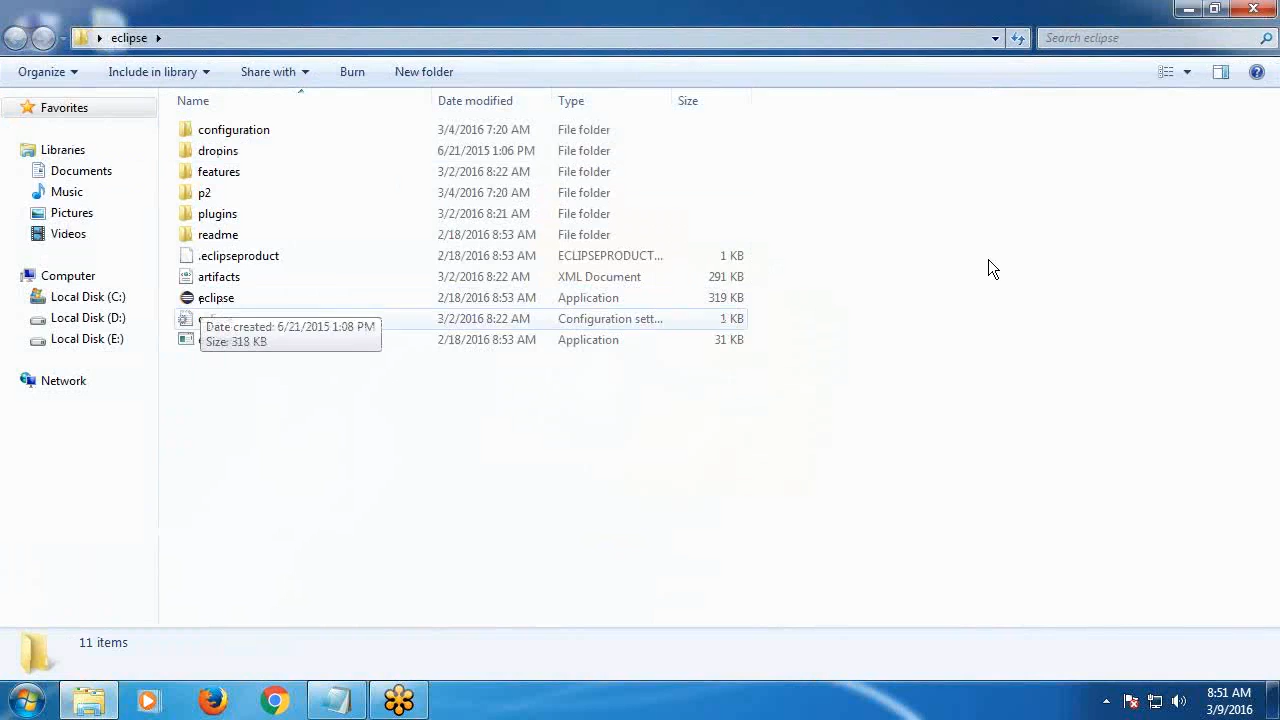 eclipse
Search eclipse
Organize Include in library Share with Burn New folder
Name Date modified Type Size
Favorites
Libraries
Documents
Music
Pictures
Videos
Computer
Local Disk (C:)
Local Disk (D:)
Local Disk (E:)
Network
configuration 3/4/2016 7:20 AM File folder
dropins 6/21/2015 1:06 PM File folder
features 3/2/2016 8:22 AM File folder
p2 3/4/2016 7:20 AM File folder
plugins 3/2/2016 8:21 AM File folder
readme 2/18/2016 8:53 AM File folder
.eclipseproduct 2/18/2016 8:53 AM ECLIPSEPRODUCT... 1 KB
artifacts 3/2/2016 8:22 AM XML Document 291 KB
eclipse 2/18/2016 8:53 AM Application 319 KB
3/2/2016 8:22 AM Configuration sett... 1 KB
Date created: 6/21/2015 1:08 PM
Size: 318 KB
2/18/2016 8:53 AM Application 31 KB
11 items
8:51 AM
3/9/2016